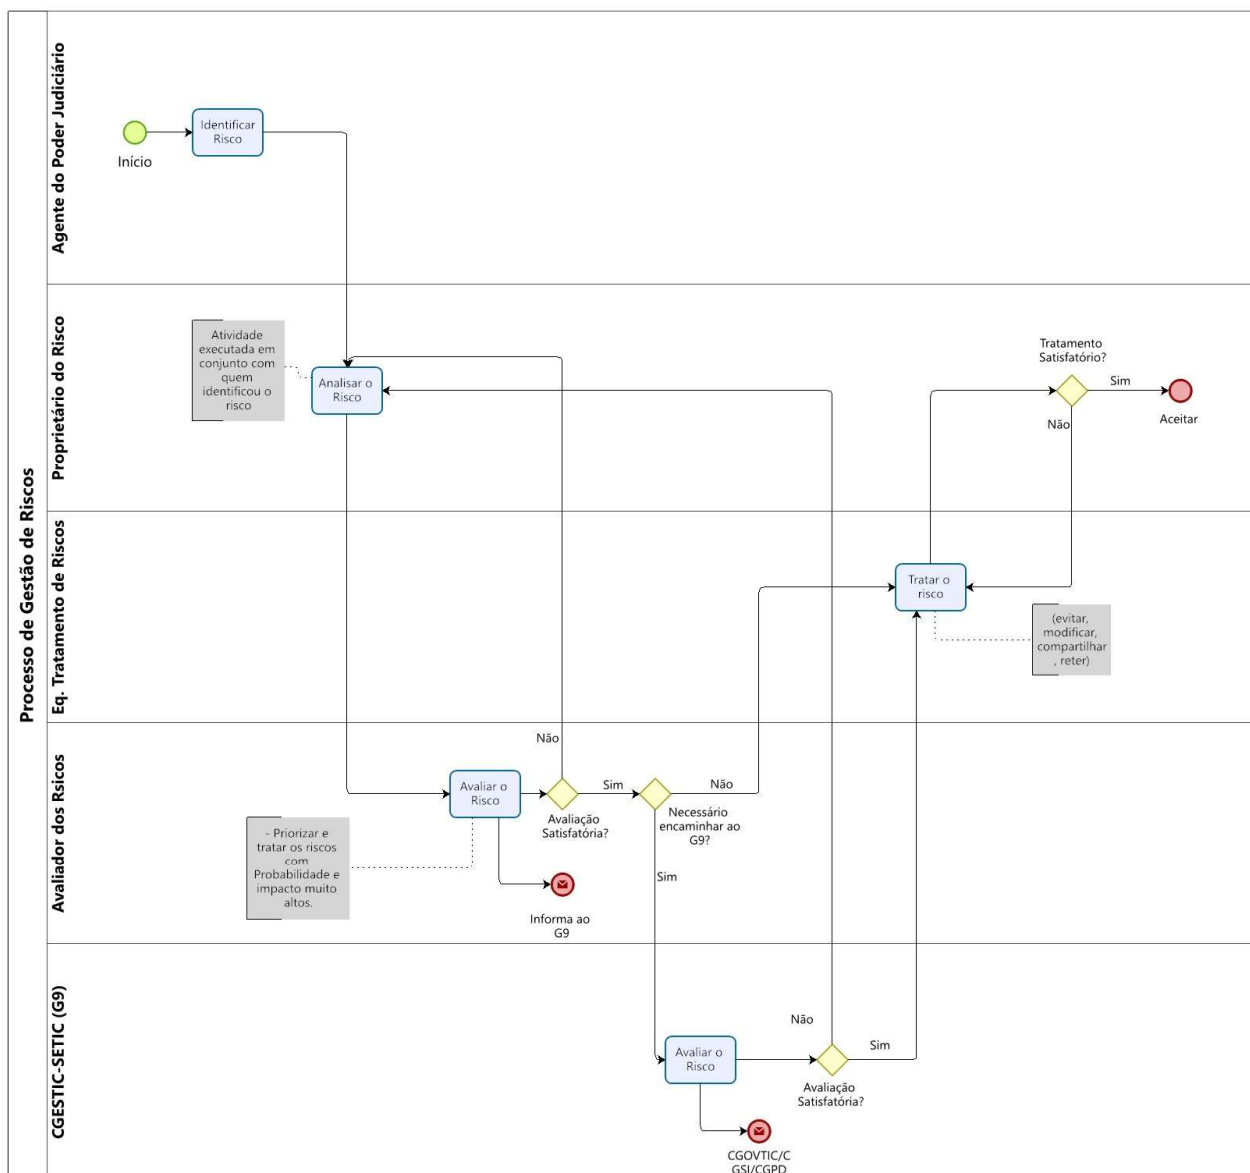 Processo de Gestão de Riscos
Agente do Poder Judiciário
Início
Identificar
Risco
Proprietário do Risco
Atividade
executada em
conjunto com
quem
identificou o
risco
Analisar o
Risco
Tratamento
Satisfatório?
Sim
Não
Aceitar
Eq. Tratamento de Riscos
Tratar o
risco
(evitar,
modificar,
compartilhar
, reter)
Avaliador dos Rsicos
Avaliar o
Risco
Não
Sim
Avaliação
Satisfatória?
Não
Necessário
encaminhar ao
G9?
Sim
- Priorizar e
tratar os riscos
com
Probabilidade e
impacto muito
altos.
Informa ao
G9
CGESTIC-SETIC (G9)
Avaliar o
Risco
Não
Sim
Avaliação
Satisfatória?
CGOVTIC/C
GSI/CGPD